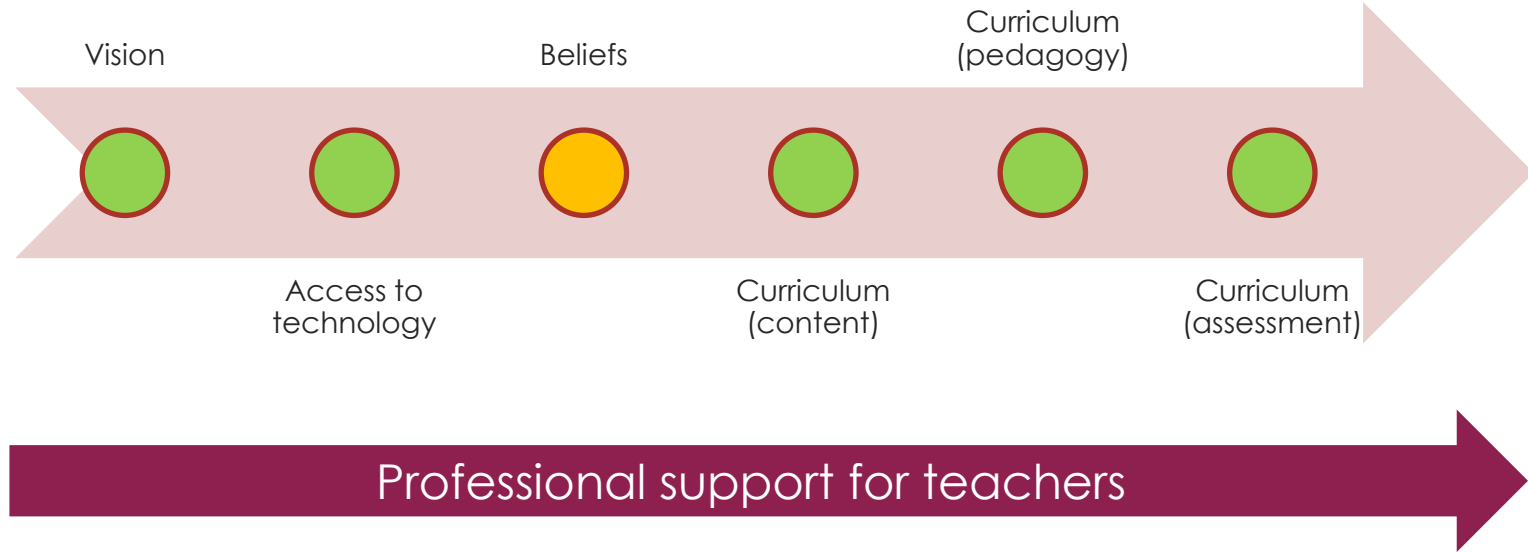 Vision
Access to
technology
Beliefs
Curriculum
(content)
Curriculum
(pedagogy)
Curriculum
(assessment)
Professional support for teachers